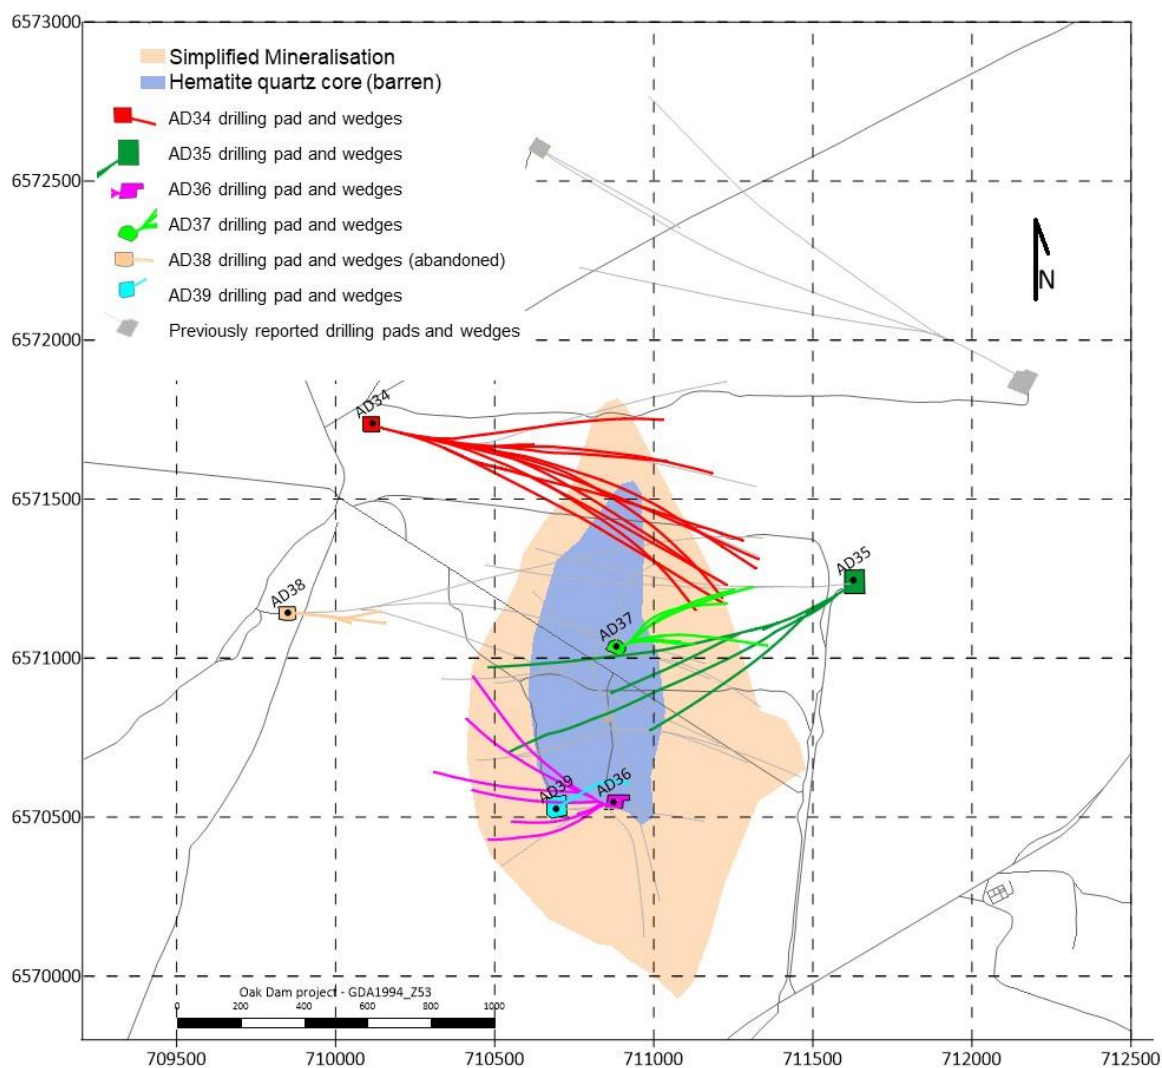 6573000
Simplified Mineralisation
Hematite quartz core (barren)
AD34 drilling pad and wedges
AD35 drilling pad and wedges
6572500
AD36 drilling pad and wedges
AD37 drilling pad and wedges
AD38 drilling pad and wedges (abandoned)
N
AD39 drilling pad and wedges
Previously reported drilling pads and wedges
6572000
AD34
6571500
AD35
AD38
AD37
6571000
AD39
AD36
6570500
6570000
Oak Dam project - GDA1994_Z53
0 200 400 600 800 1000
709500 710000 710500 711000 711500 712000 712500